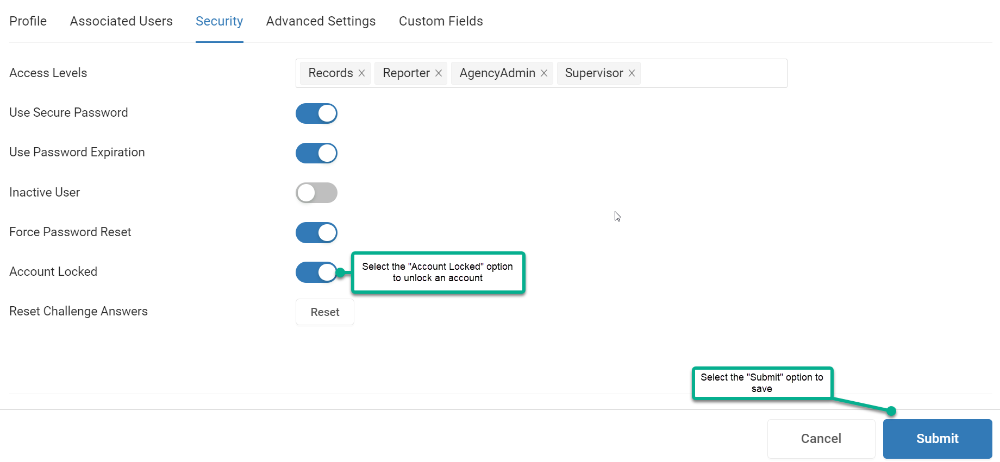 Profile Associated Users Security Advanced Settings Custom Fields
Access Levels Records Reporter AgencyAdmin Supervisor
Use Secure Password
Use Password Expiration
Inactive User
Force Password Reset
Account Locked
Select the "Account Locked" option
to unlock an account
Reset Challenge Answers Reset
Select the "Submit" option to
save
Cancel Submit